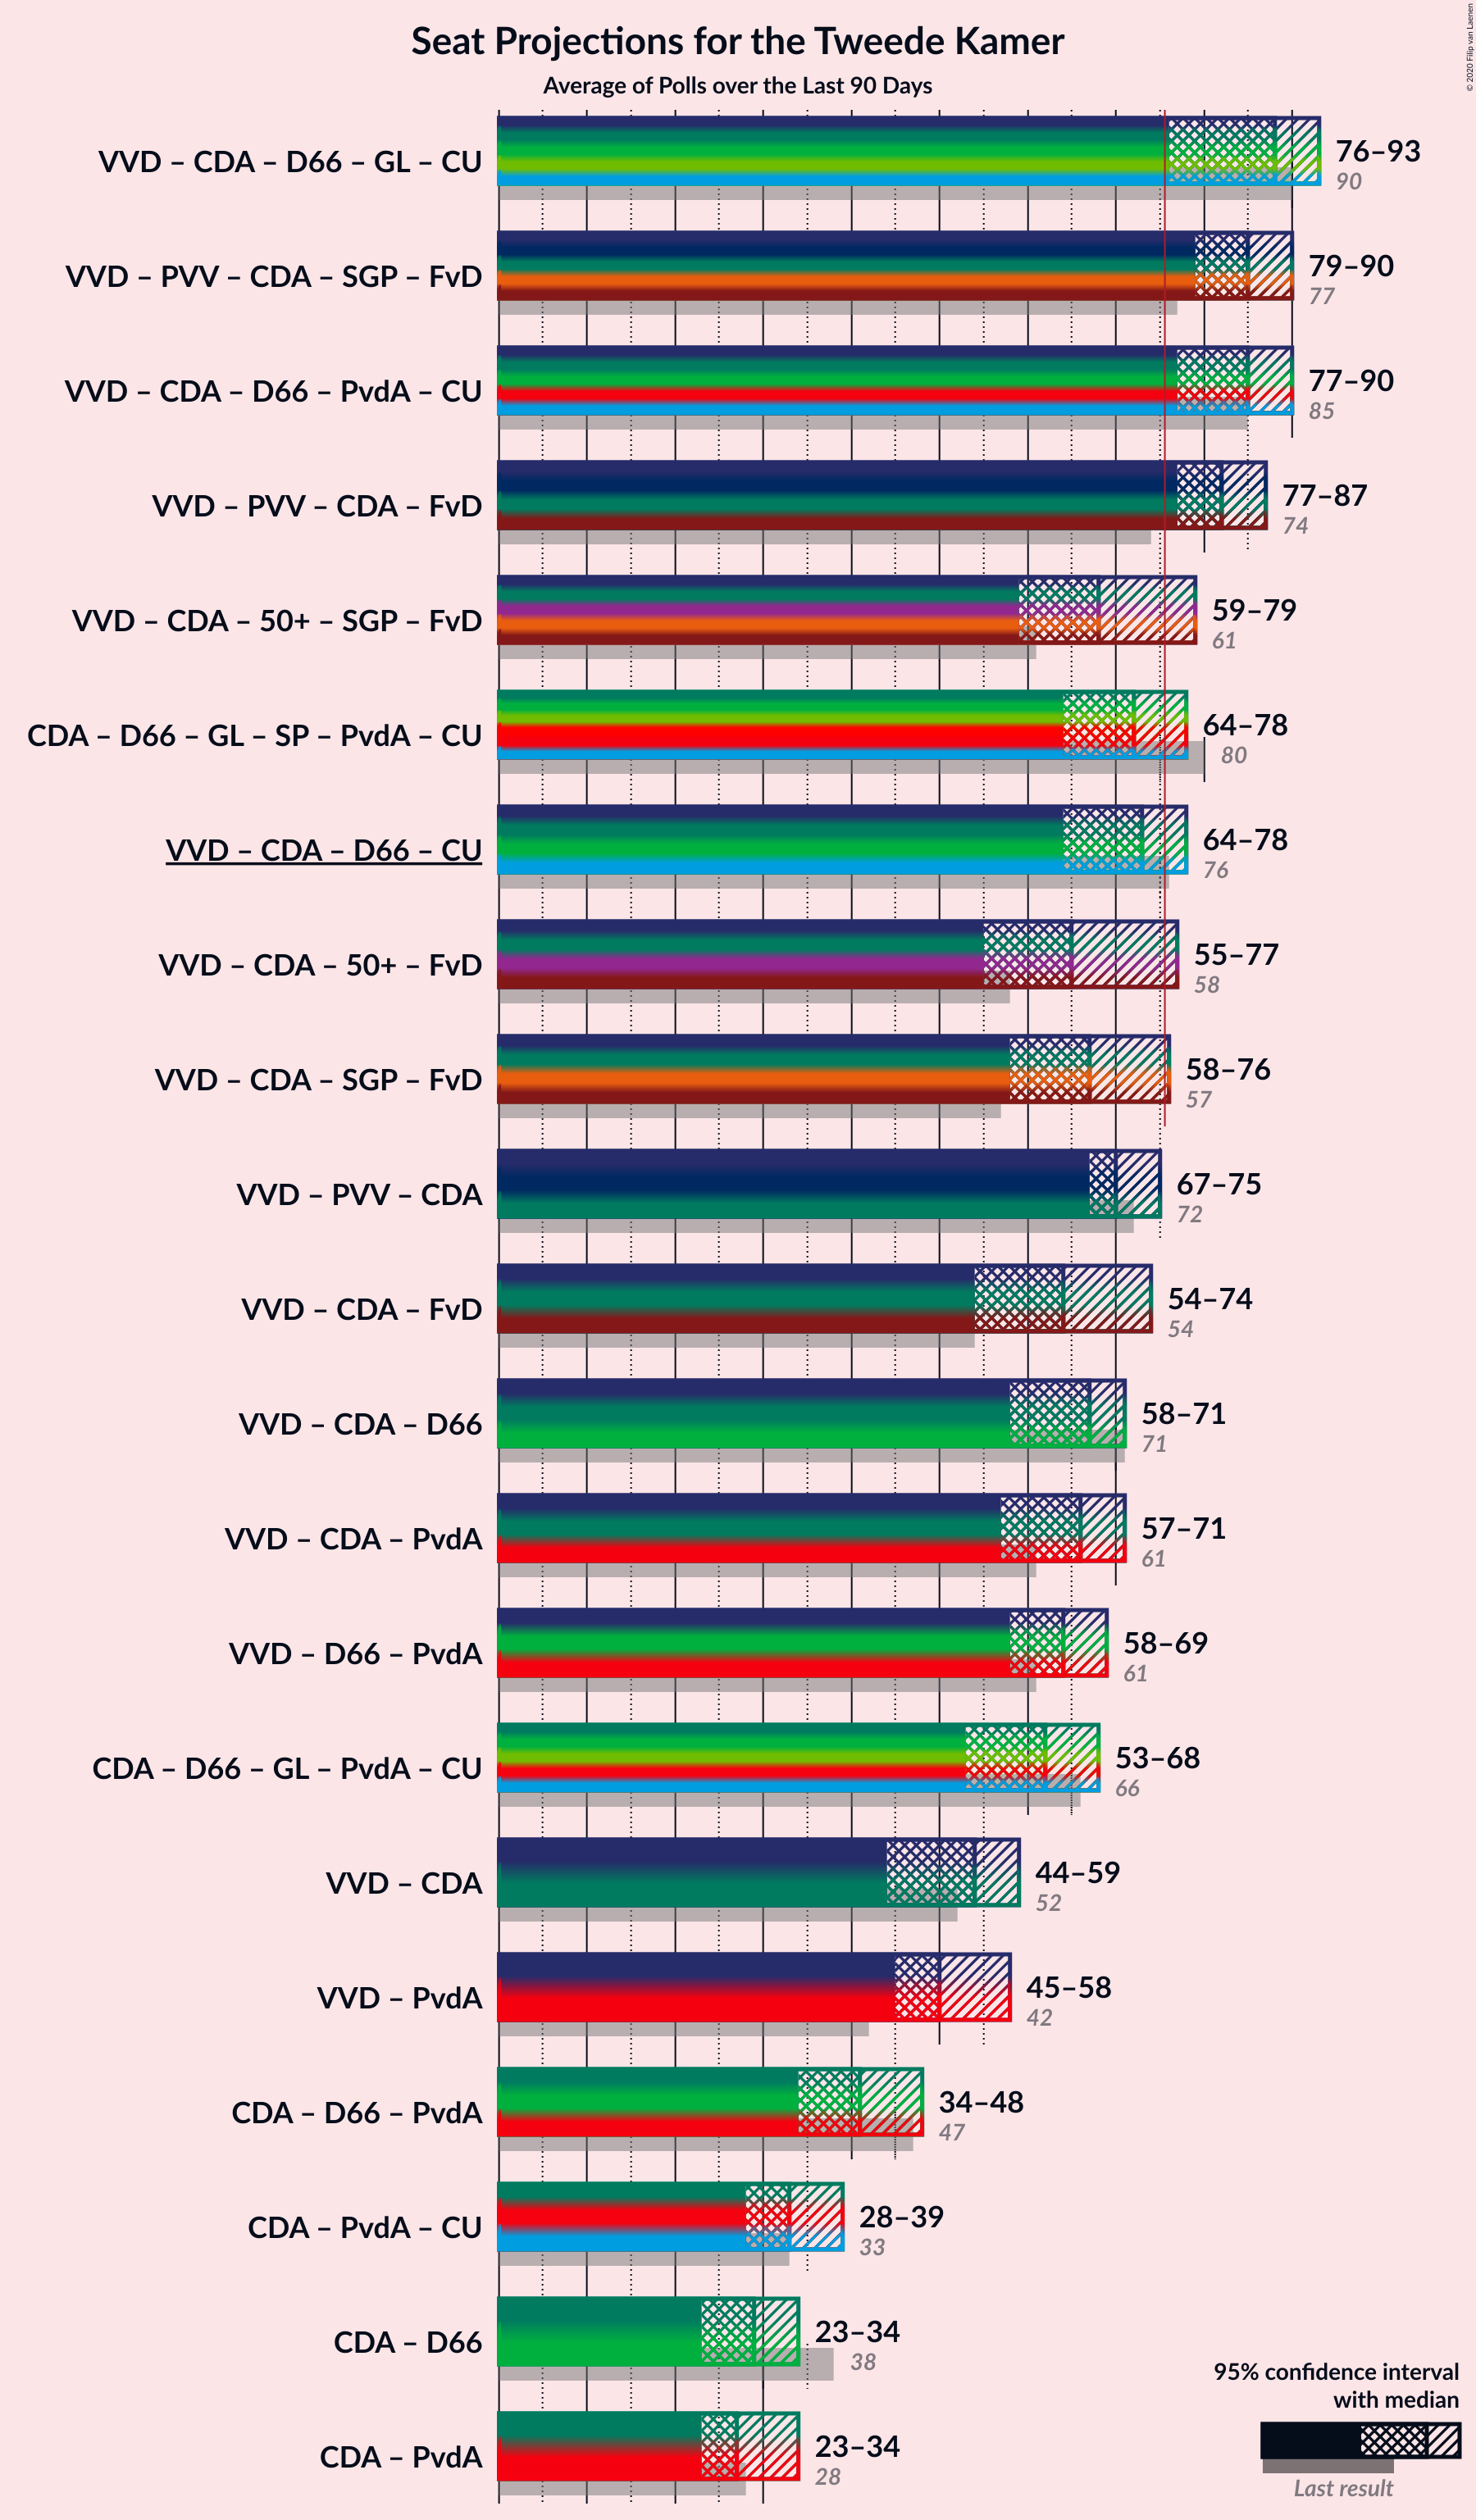 © 2020 Filip van Laenen
Seat Projections for the Tweede Kamer
Average of Polls over the Last 90 Days
VVD – CDA – D66 – GL – CU
76–93
90
VVD – PVV – CDA – SGP – FvD
79–90
77
VVD – CDA – D66 – PvdA – CU
77–90
85
VVD – PVV – CDA – FvD
77–87
74
VVD – CDA – 50+ – SGP – FvD
59–79
61
CDA – D66 – GL – SP – PvdA – CU
64–78
80
VVD – CDA – D66 – CU
64–78
76
VVD – CDA – 50+ – FvD
55–77
58
VVD – CDA – SGP – FvD
58–76
57
VVD – PVV – CDA
67–75
72
VVD – CDA – FvD
54–74
54
VVD – CDA – D66
58–71
71
VVD – CDA – PvdA
57–71
61
VVD – D66 – PvdA
58–69
61
CDA – D66 – GL – PvdA – CU
53–68
66
VVD – CDA
44–59
52
VVD – PvdA
45–58
42
CDA – D66 – PvdA
34–48
47
CDA – PvdA – CU
28–39
33
CDA – D66
23–34
38
CDA – PvdA
23–34
28
95% confidence interval
with median
Last result